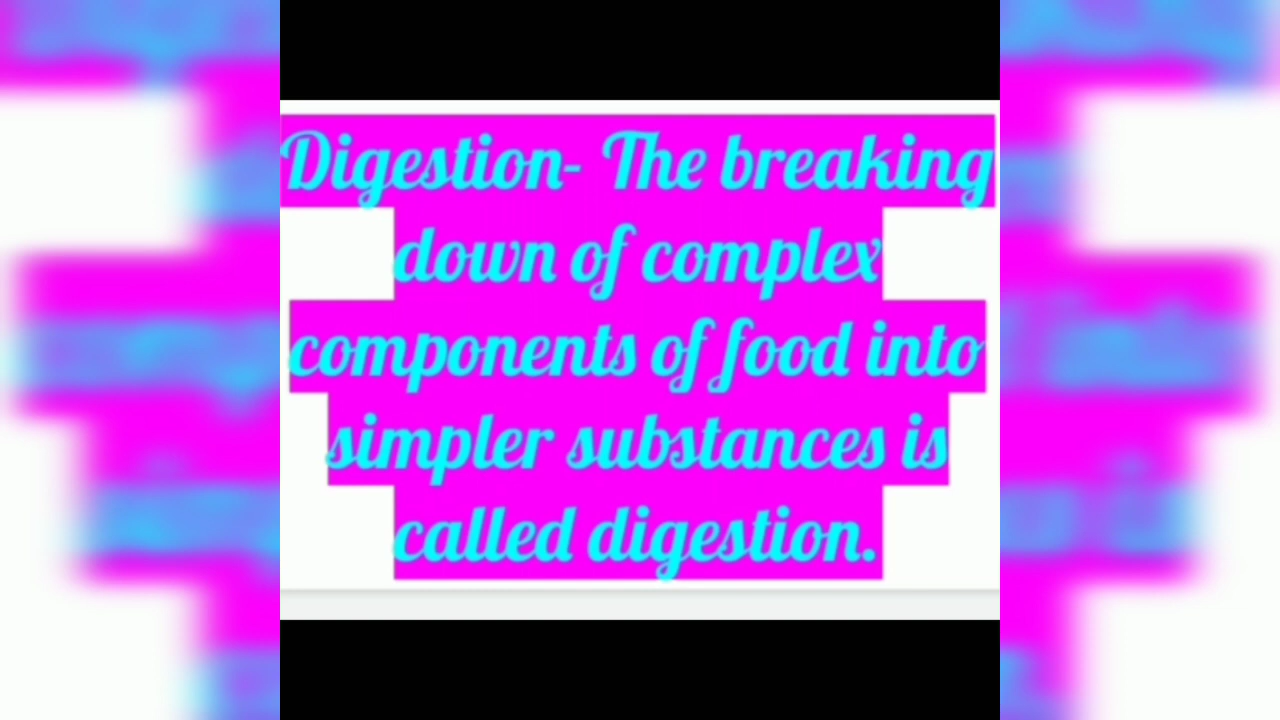 Digestion- The breaking
down of complex
components of food into
simpler substances is
called digestion.